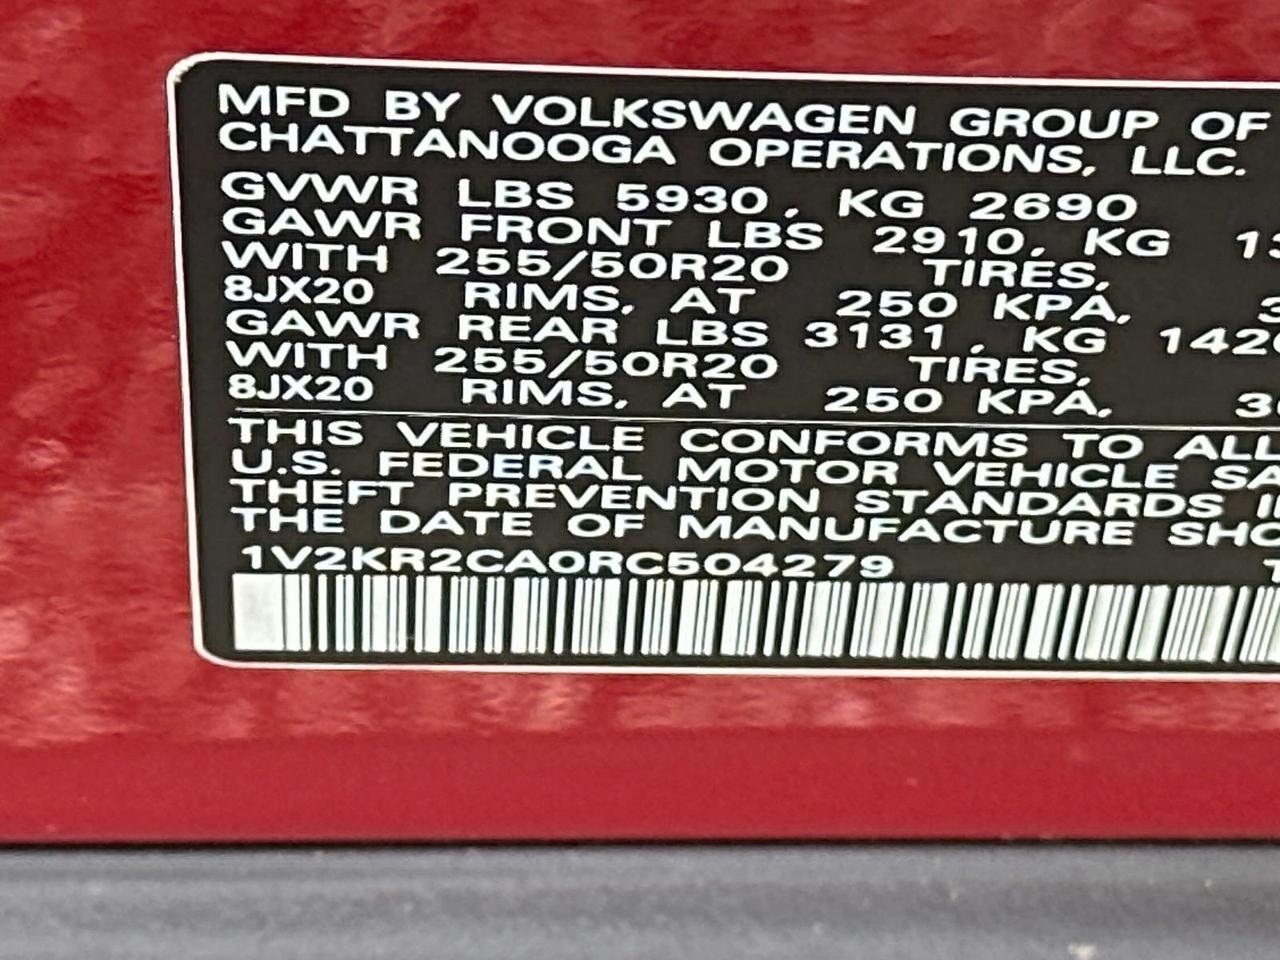 MFD BY VOLKSWAGEN GROUP OF
CHATTANOOGA OPERATIONS, LLC.
GVWR LBS 5930, KG 2690
GAWR FRONT LBS 2910, KG
WITH 255/50R20 TIRES,
8JX20 RIMS, AT 250 KPA,
GAWR REAR LBS 3131, KG 1420
WITH 255/50R20 TIRES,
8JX20 RIMS, AT 250 KPA,
THIS VEHICLE CONFORMS TO ALL
U.S. FEDERAL MOTOR VEHICLE
THEFT PREVENTION STANDARDS
THE DATE OF MANUFACTURE
1V2KR2CA0RC504279